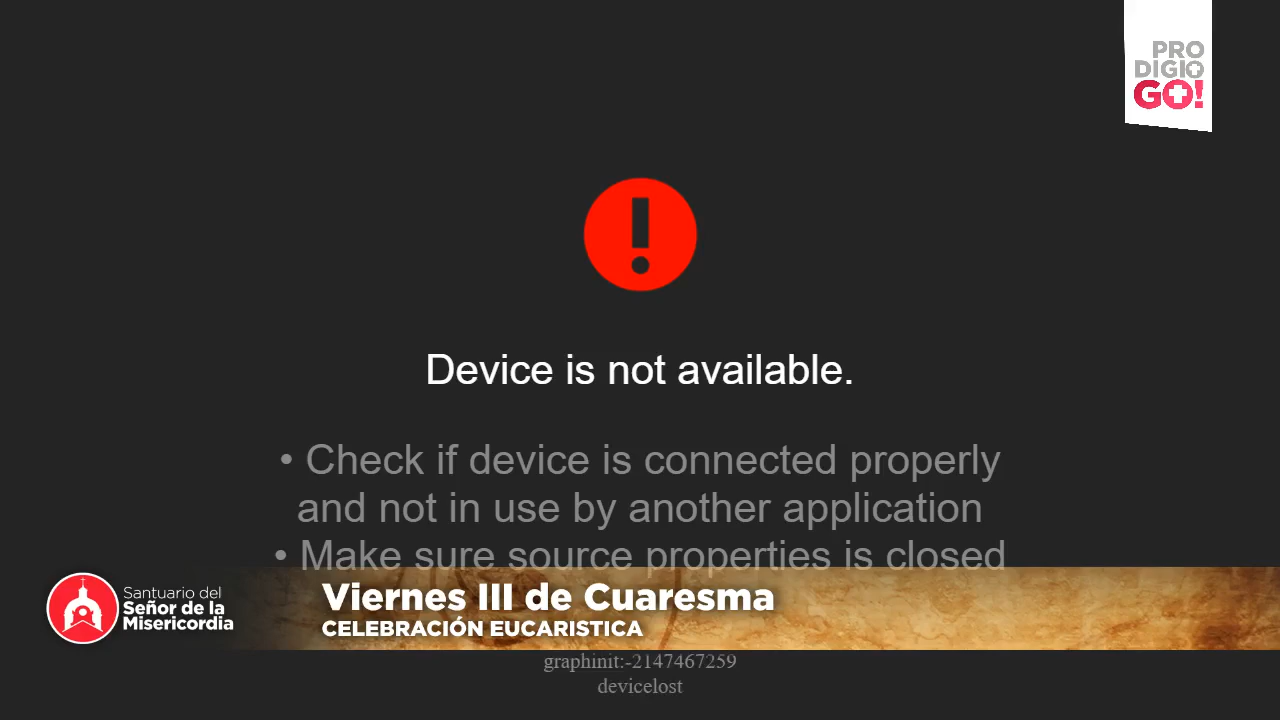 PRO
DIGIO
GO!
Device is not available.
• Check if device is connected properly
and not in use by another application
• Make sure source properties is closed
Santuario del
Señor de la
Misericordia
Viernes III de Cuaresma
CELEBRACIÓN EUCARISTICA
graphinit:-2147467259
devicelost